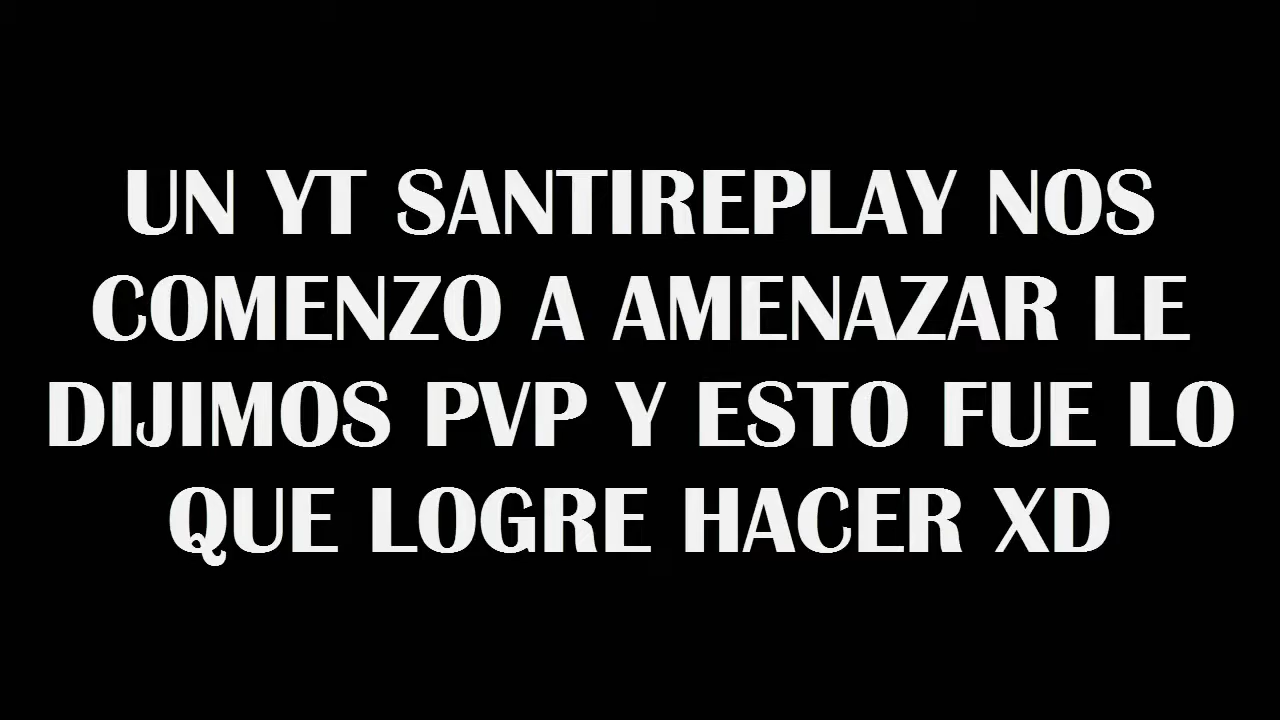 UN YT SANTIREPLAY NOS
COMENZO A AMENAZAR LE
DIJIMOS PVP Y ESTO FUE LO
QUE LOGRE HACER XD